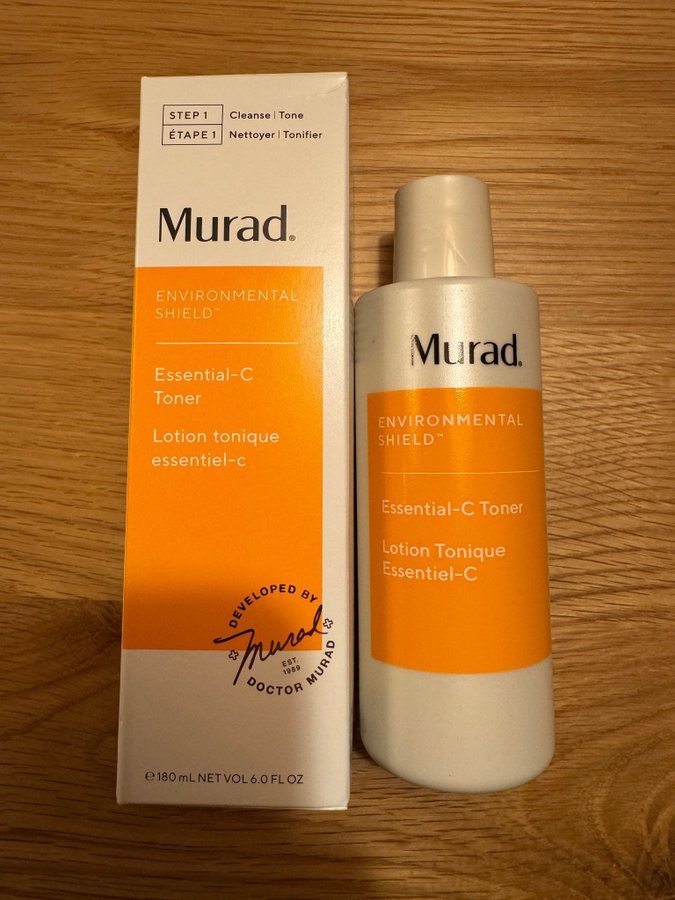 STEP 1 Cleanse | Tone
ÉTAPE 1 Nettoyer | Tonifier
Murad®
ENVIRONMENTAL
SHIELD™
Essential-C
Toner
Lotion tonique
essentiel-c
DEVELOPED BY
Murad
EST.
1989
DOCTOR MURAD
℮ 180 mL NET VOL 6.0 FL OZ
Murad®
ENVIRONMENTAL
SHIELD™
Essential-C Toner
Lotion Tonique
Essentiel-C